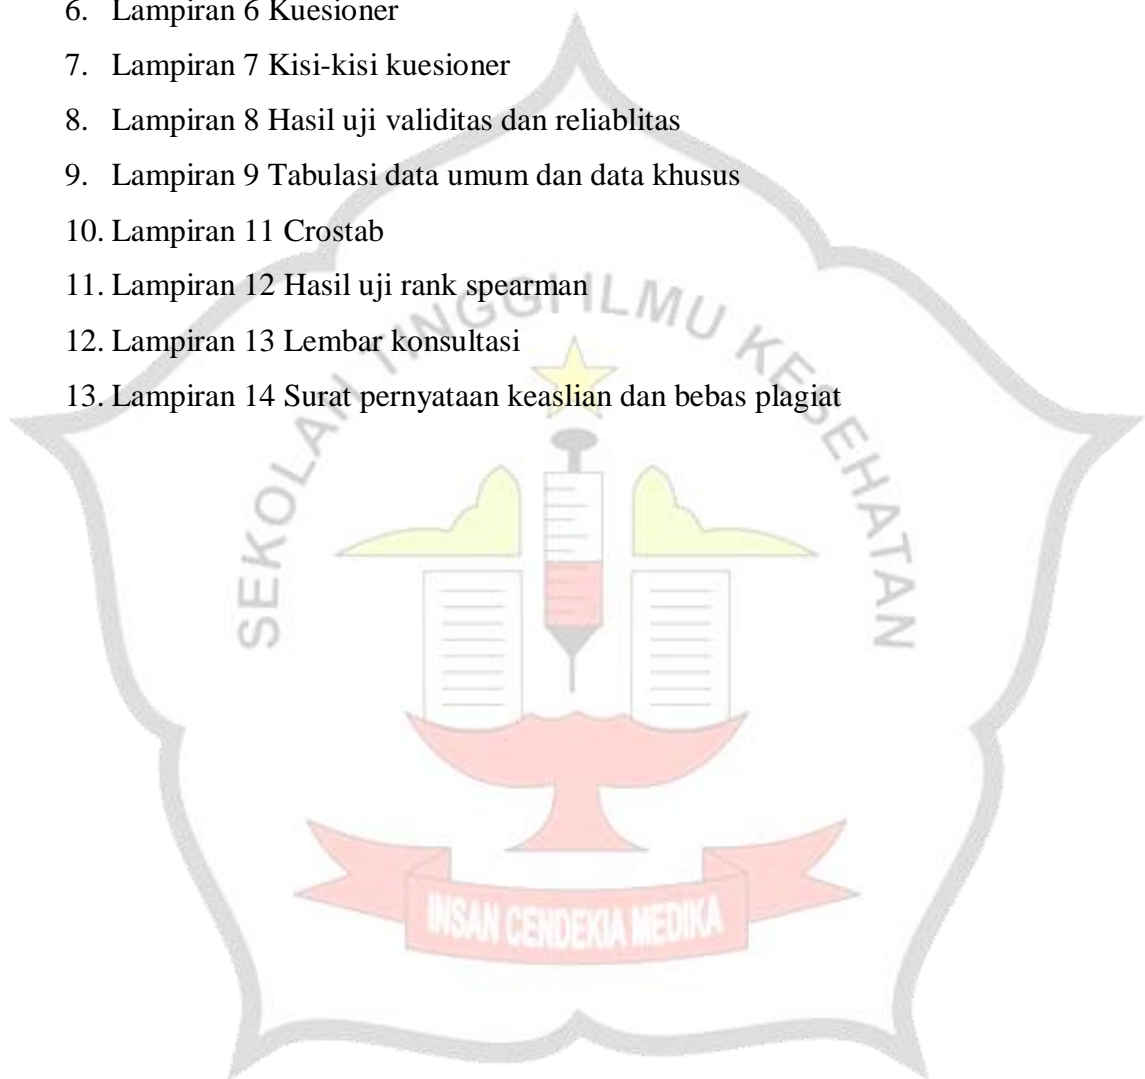 6. Lampiran 6 Kuesioner
7. Lampiran 7 Kisi-kisi kuesioner
8. Lampiran 8 Hasil uji validitas dan reliablitas
9. Lampiran 9 Tabulasi data umum dan data khusus
10. Lampiran 11 Crostab
11. Lampiran 12 Hasil uji rank spearman
12. Lampiran 13 Lembar konsultasi
13. Lampiran 14 Surat pernyataan keaslian dan bebas plagiat
SEKOLAH TINGGI ILMU KESEHATAN
INSAN CENDEKIA MEDIKA